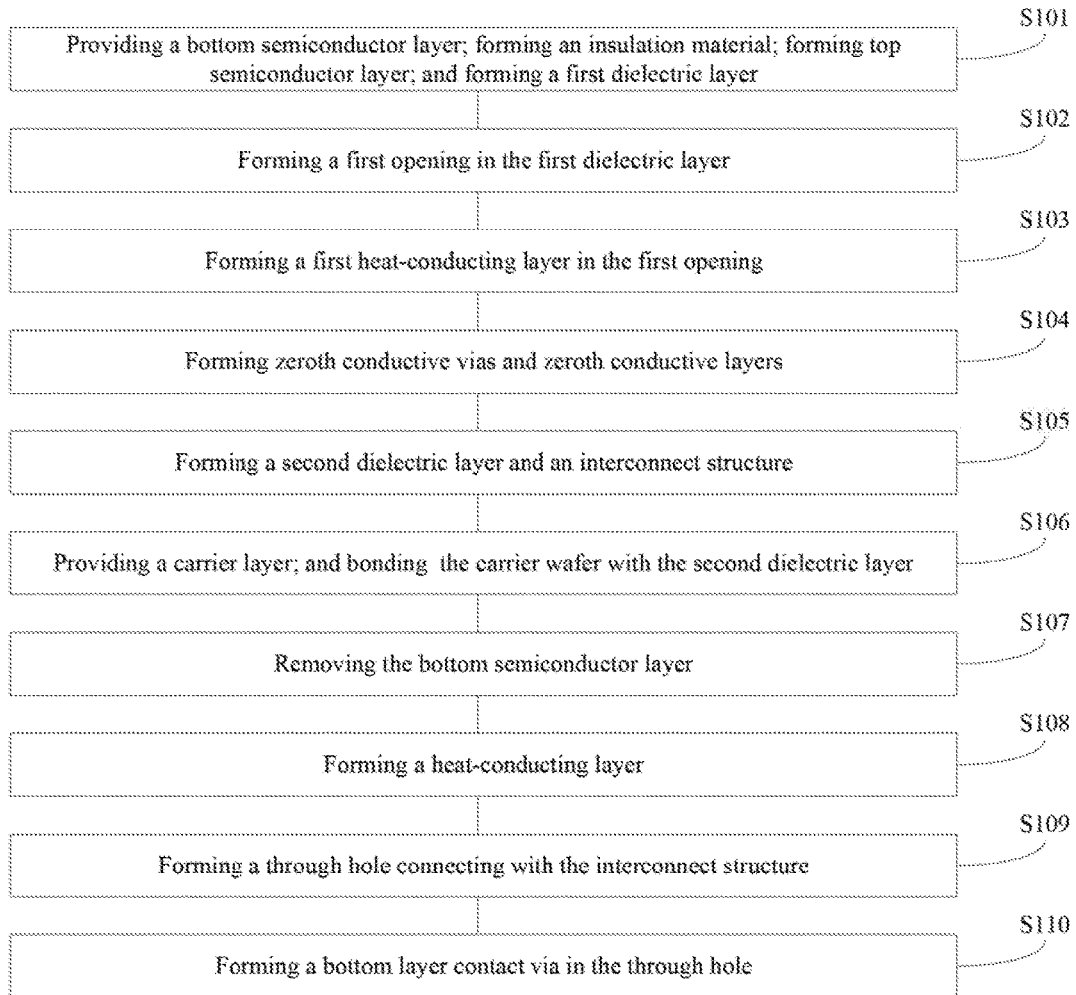 S101
Providing a bottom semiconductor layer; forming an insulation material; forming top
semiconductor layer; and forming a first dielectric layer
S102
Forming a first opening in the first dielectric layer
S103
Forming a first heat-conducting layer in the first opening
S104
Forming zeroth conductive vias and zeroth conductive layers
S105
Forming a second dielectric layer and an interconnect structure
S106
Providing a carrier layer; and bonding the carrier wafer with the second dielectric layer
S107
Removing the bottom semiconductor layer
S108
Forming a heat-conducting layer
S109
Forming a through hole connecting with the interconnect structure
S110
Forming a bottom layer contact via in the through hole